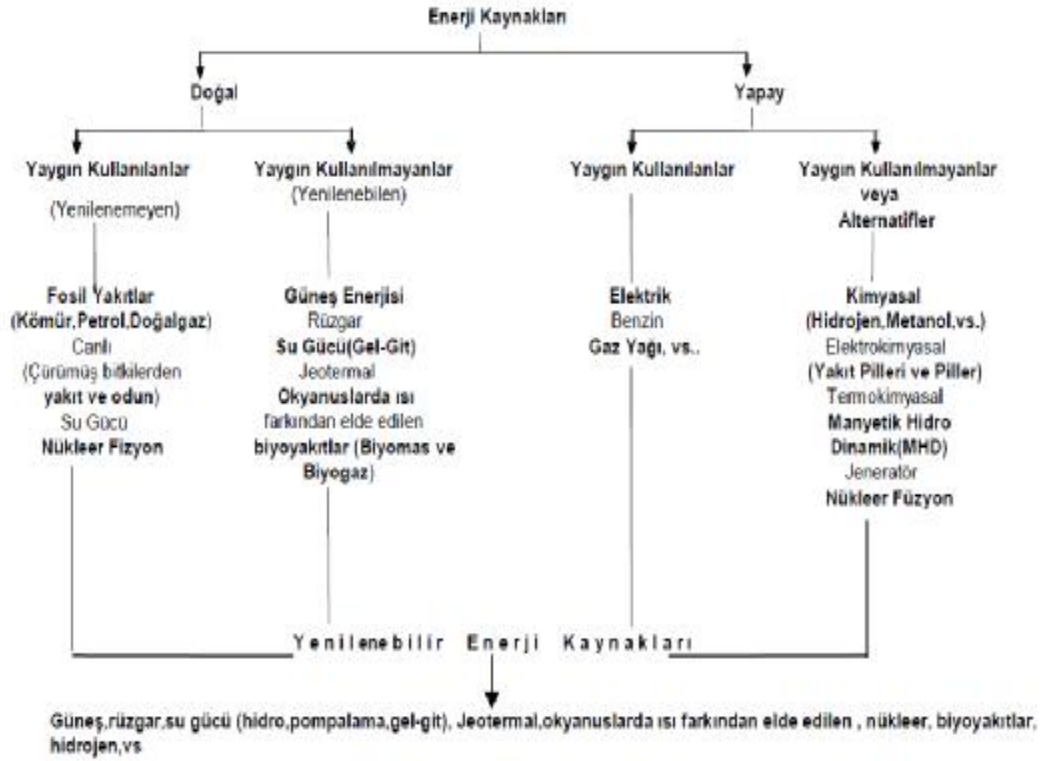 Enerji Kaynakları
Doğal
Yapay
Yaygın Kullanılanlar
(Yenilenemeyen)
Yaygın Kullanılmayanlar
(Yenilenebilen)
Yaygın Kullanılanlar
Yaygın Kullanılmayanlar
veya
Alternatifler
Fosil Yakıtlar
(Kömür,Petrol,Doğalgaz)
Canlı
(Çürümüş bitkilerden
yakıt ve odun)
Su Gücü
Nükleer Fizyon
Güneş Enerjisi
Rüzgar
Su Gücü(Gel-Git)
Jeotermal
Okyanuslarda ısı
farkından elde edilen
biyoyakıtlar (Biyomas ve
Biyogaz)
Elektrik
Benzin
Gaz Yağı, vs..
Kimyasal
(Hidrojen,Metanol,vs.)
Elektrokimyasal
(Yakıt Pilleri ve Piller)
Termokimyasal
Manyetik Hidro
Dinamik(MHD)
Jeneratör
Nükleer Füzyon
Yenilenebilir Enerji Kaynakları
Güneş,rüzgar,su gücü (hidro,pompalama,gel-git), Jeotermal,okyanuslarda ısı farkından elde edilen , nükleer, biyoyakıtlar,
hidrojen,vs